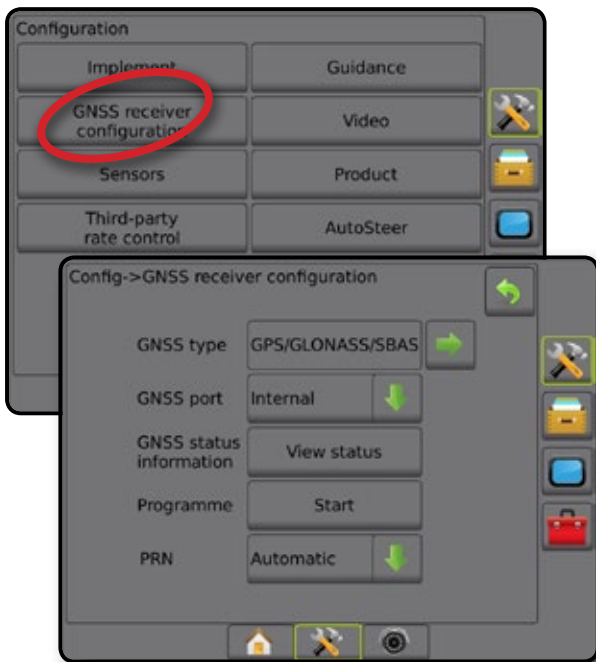 Configuration
Implement
Guidance
GNSS receiver
configuration
Video
Sensors
Product
Third-party
rate control
AutoSteer
Config->GNSS receiver configuration
GNSS type
GPS/GLONASS/SBAS
GNSS port
Internal
GNSS status
information
View status
Programme
Start
PRN
Automatic